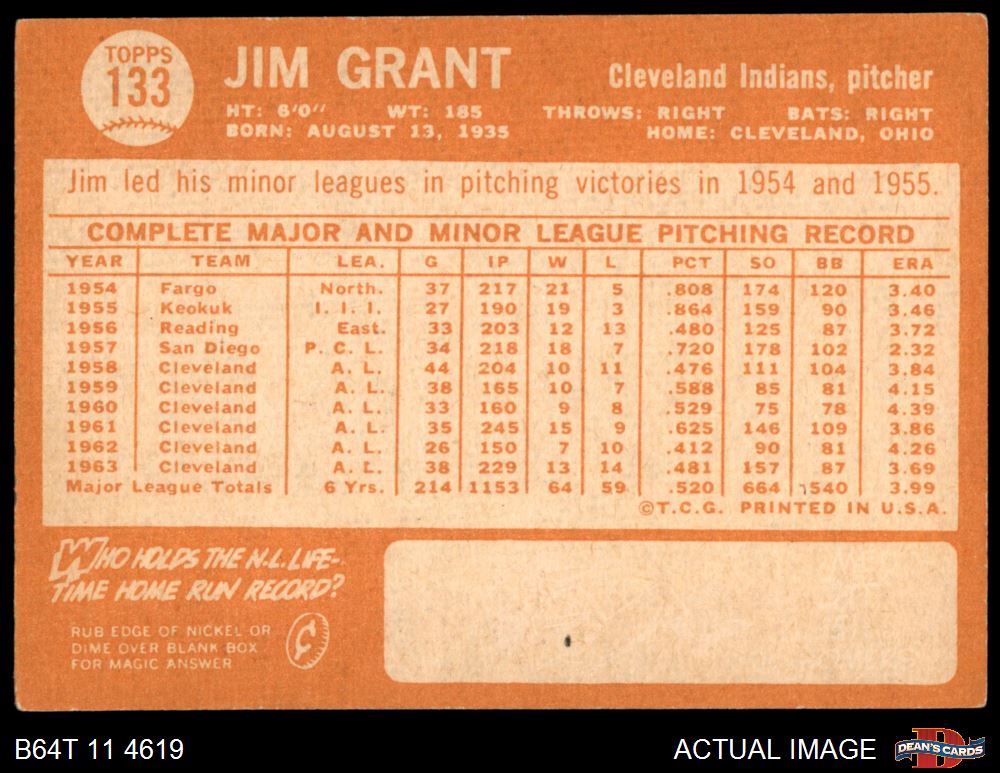 TOPPS
133
JIM GRANT
Cleveland Indians, pitcher
HT: 6'0" WT: 185 THROWS: RIGHT BATS: RIGHT
BORN: AUGUST 13, 1935 HOME: CLEVELAND, OHIO
Jim led his minor leagues in pitching victories in 1954 and 1955.
COMPLETE MAJOR AND MINOR LEAGUE PITCHING RECORD
YEAR TEAM LEA. G IP W L PCT SO BB ERA
1954 Fargo North. 37 217 21 5 .808 174 120 3.40
1955 Keokuk I. I. I. 27 190 19 3 .864 159 90 3.46
1956 Reading East. 33 203 12 13 .480 125 87 3.72
1957 San Diego P. C. L. 34 218 18 7 .720 178 102 2.32
1958 Cleveland A. L. 44 204 10 11 .476 111 104 3.84
1959 Cleveland A. L. 38 165 10 7 .588 85 81 4.15
1960 Cleveland A. L. 33 160 9 8 .529 75 78 4.39
1961 Cleveland A. L. 35 245 15 9 .625 146 109 3.86
1962 Cleveland A. L. 26 150 7 10 .412 90 81 4.26
1963 Cleveland A. L. 38 229 13 14 .481 157 87 3.69
Major League Totals 6 Yrs. 214 1153 64 59 .520 664 540 3.99
©T.C.G. PRINTED IN U.S.A.
WHO HOLDS THE N.L. LIFE-
TIME HOME RUN RECORD?
RUB EDGE OF NICKEL OR
DIME OVER BLANK BOX
FOR MAGIC ANSWER
B64T 11 4619
ACTUAL IMAGE
DEAN'S CARDS